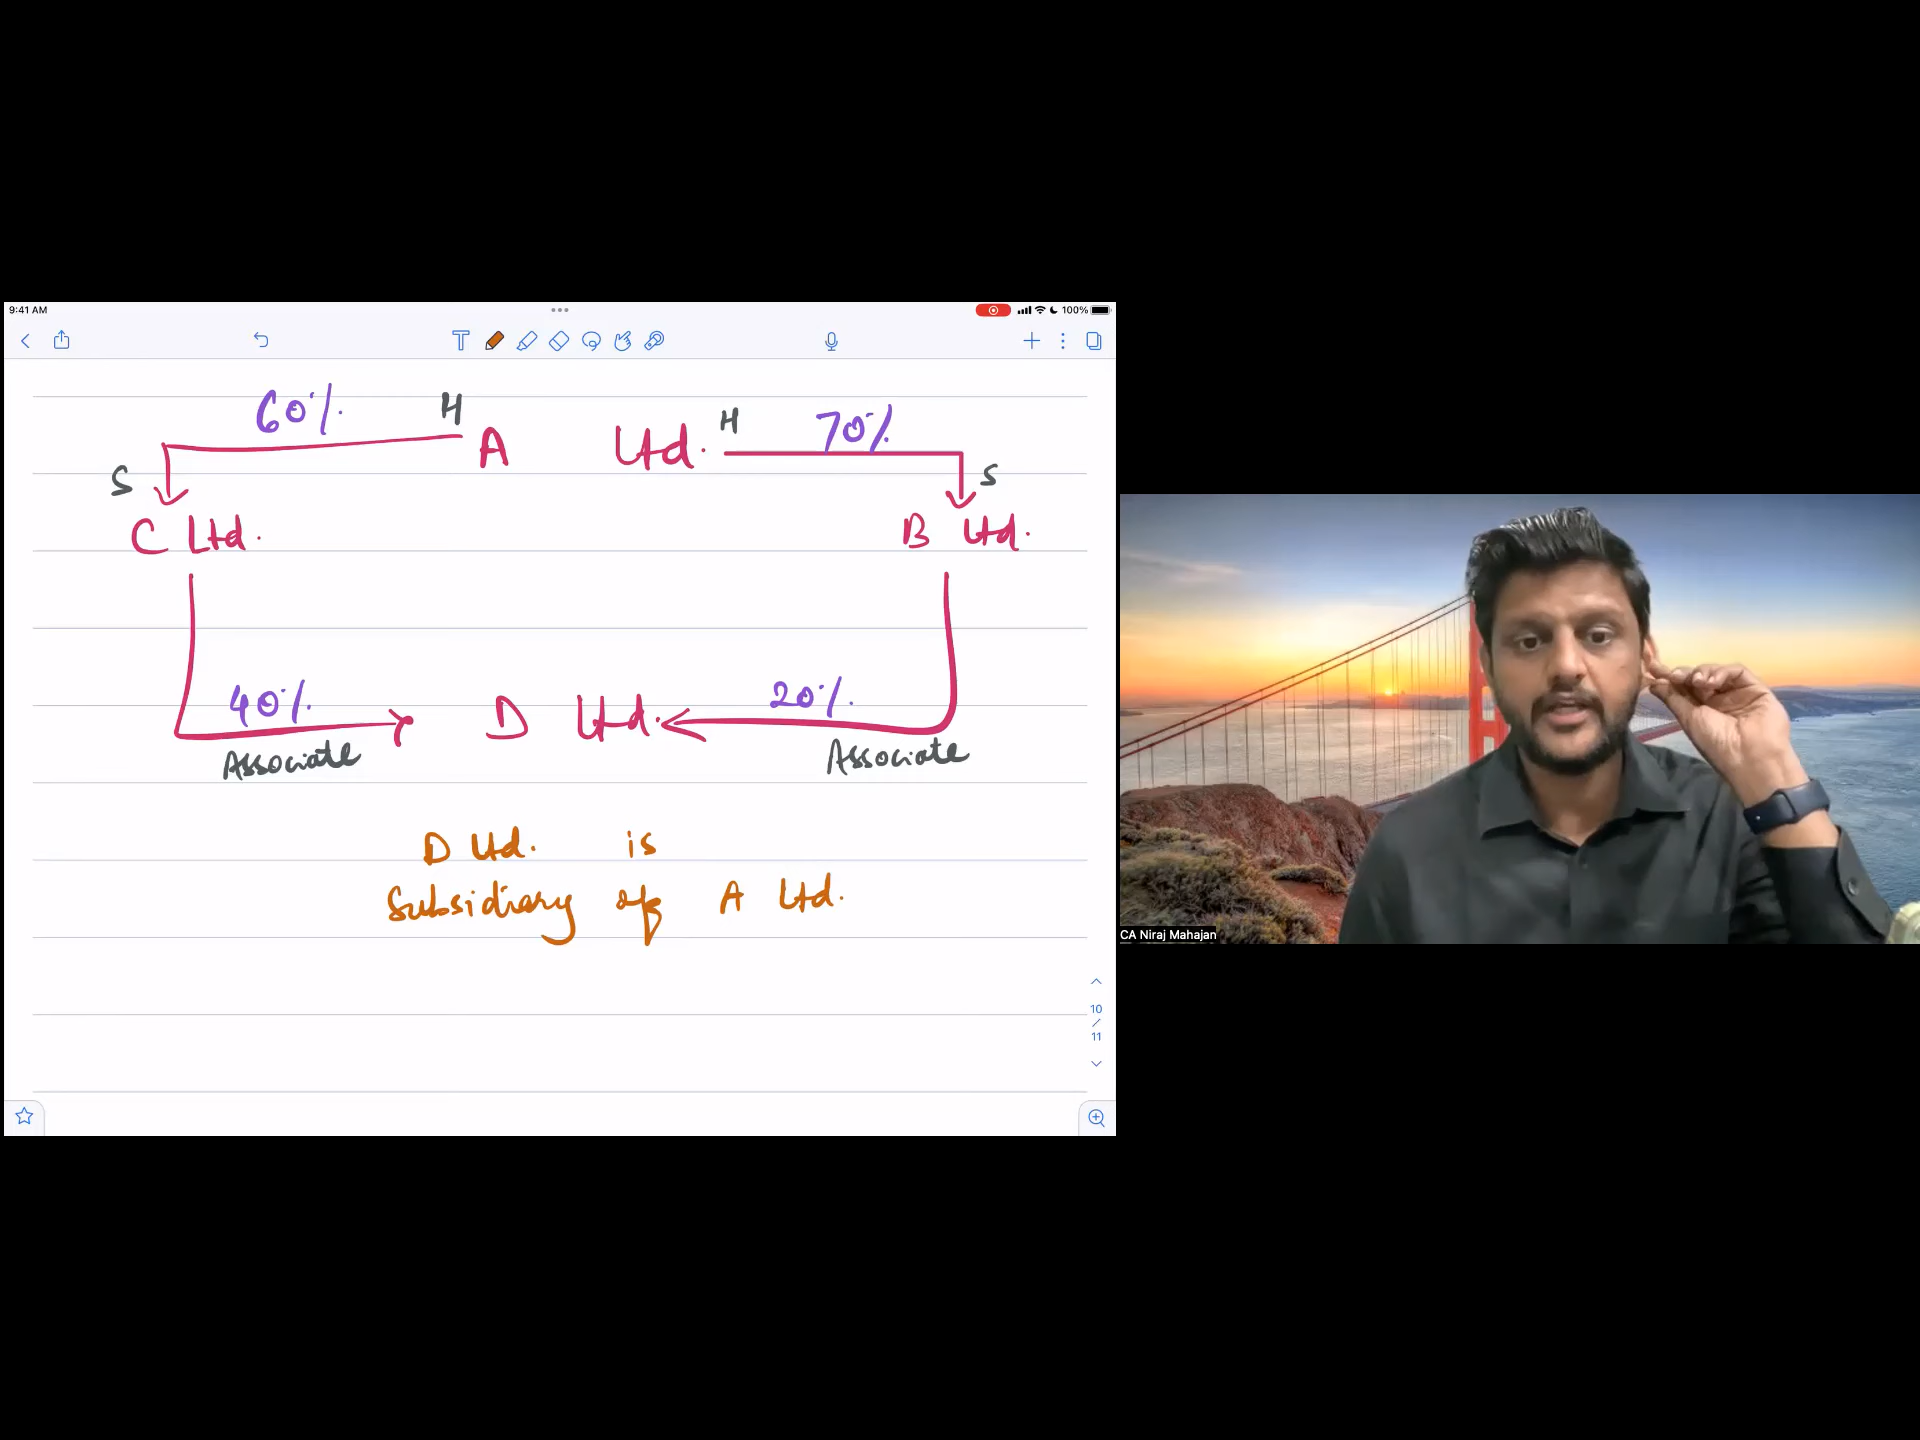 9:41 AM
100%
60% H A Ltd. H 70%
S S
C Ltd. B Ltd.
40% D Ltd. 20%
Associate Associate
D Ltd. is
Subsidiary of A Ltd.
CA Niraj Mahajan
10
/
11